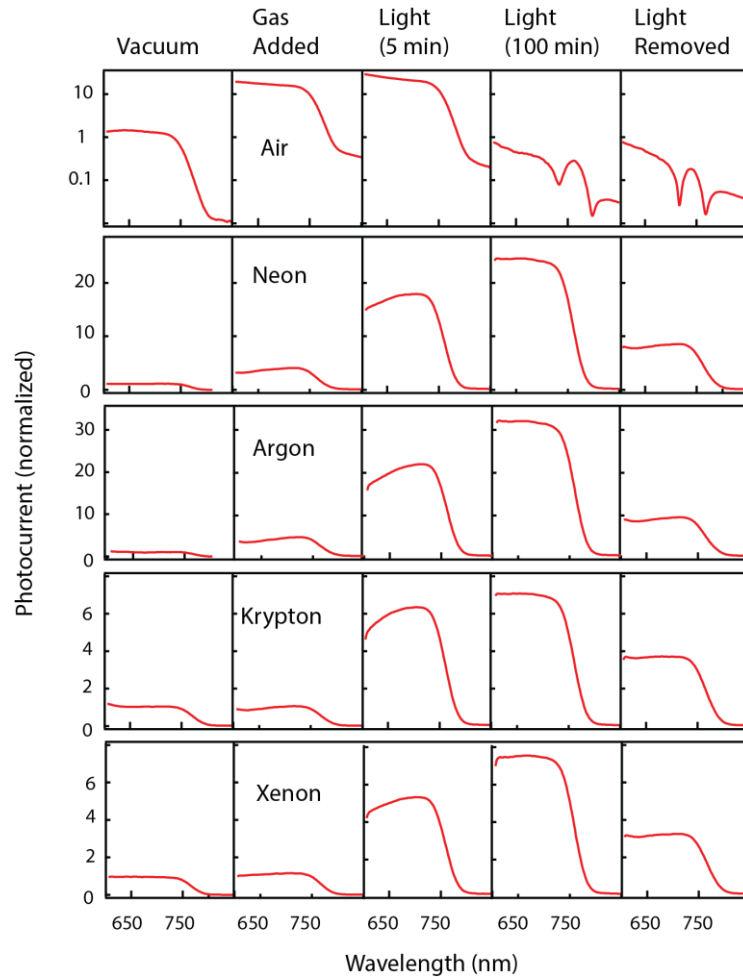 Vacuum
Gas
Added
Light
(5 min)
Light
(100 min)
Light
Removed
10
1
0.1
Air
20
10
0
Neon
30
20
10
0
Argon
6
4
2
0
Krypton
6
4
2
0
Xenon
650 750 650 750 650 750 650 750 650 750
Wavelength (nm)
Photocurrent (normalized)